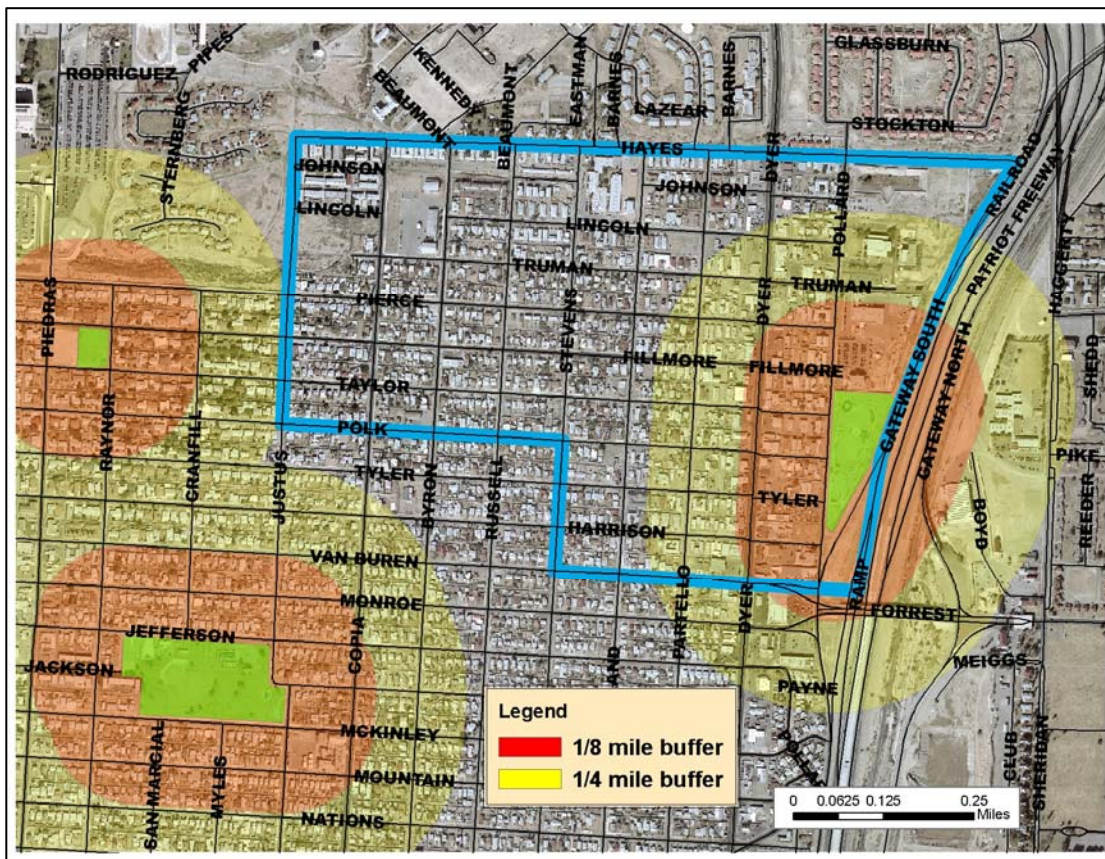 GLASSBURN
PIPES
RODRIGUEZ
KENNEDY
BEAUMONT
BEAUMONT
EASTMAN
BARNES
LAZEAR
BARNES
STOCKTON
STERNBERG
HAYES
DYER
RAILROAD
JOHNSON
JOHNSON
POLLARD
PATRIOT FREEWAY
LINCOLN
LINCOLN
HAGGERTY
TRUMAN
TRUMAN
PIEDRAS
PIERCE
STEVENS
DYER
GATEWAY SOUTH
GATEWAY NORTH
FILLMORE
FILLMORE
SHEDD
TAYLOR
RAYNOR
CRANFILL
POLK
PIKE
JUSTUS
TYLER
BYRON
RUSSELL
TYLER
REEDER
BOYD
HARRISON
VAN BUREN
MONROE
PARTELLO
DYER
RAMP
FORREST
JEFFERSON
COPIA
JACKSON
AND
MEIGGS
PAYNE
Legend
1/8 mile buffer
1/4 mile buffer
MCKINLEY
SAN MARCIAL
MYLES
MOUNTAIN
CLUB
SHERIDAN
NATIONS
0 0.0625 0.125 0.25
Miles